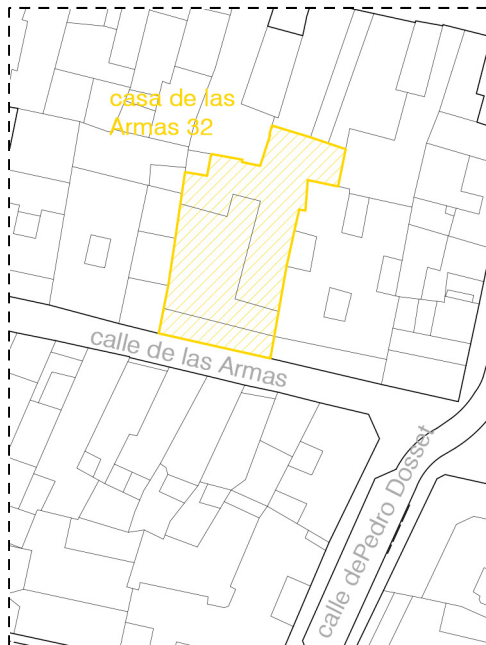 casa de las
Armas 32
calle de las Armas
calle dePedro Dosset